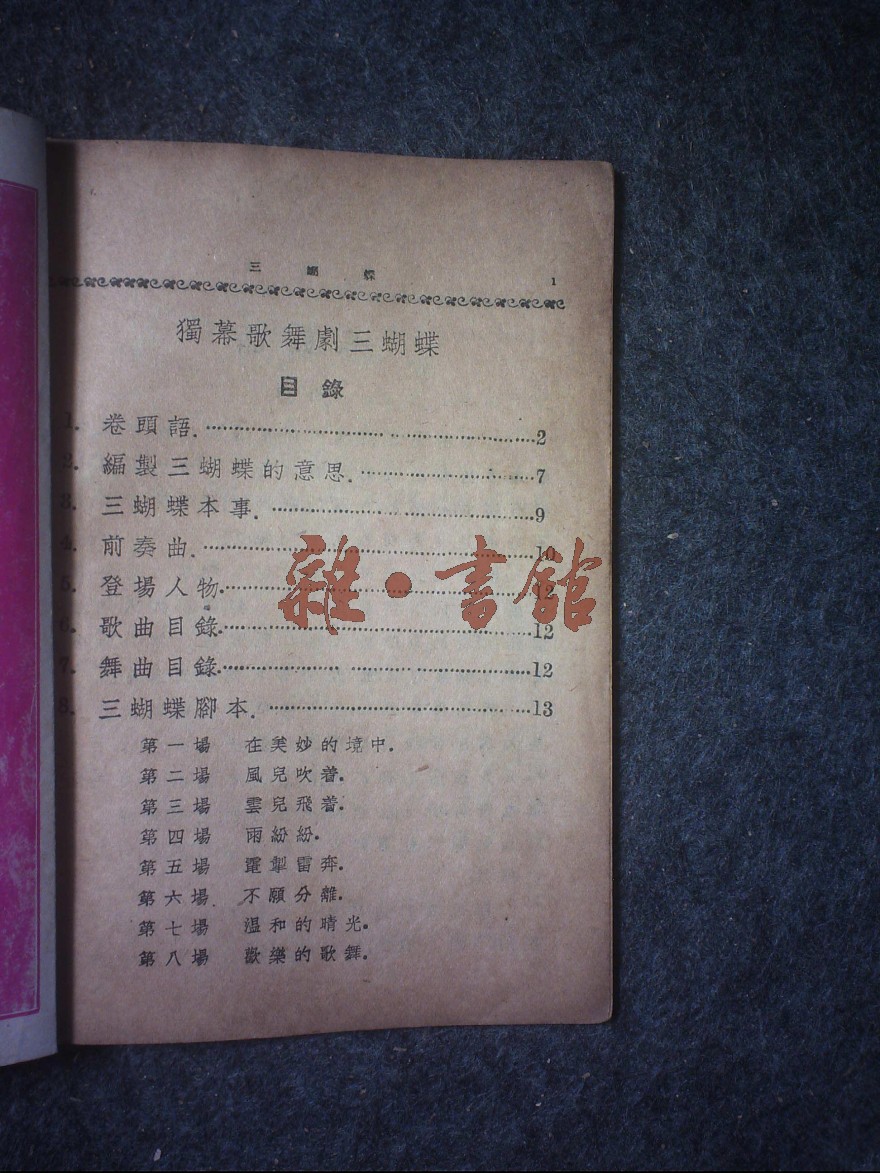 三蝴蝶 1
獨幕歌舞劇三蝴蝶
目錄
1. 卷頭語. 2
2. 編製三蝴蝶的意思. 7
3. 三蝴蝶本事. 9
4. 前奏曲. 10
5. 登場人物 12
6. 歌曲目錄 12
7. 舞曲目錄 12
8. 三蝴蝶腳本. 13
第一場 在美妙的境中.
第二場 風兒吹着.
第三場 雲兒飛着.
第四場 雨紛紛.
第五場 電掣雷奔.
第六場 不願分離.
第七場 溫和的晴光.
第八場 歡樂的歌舞.
雜·書館